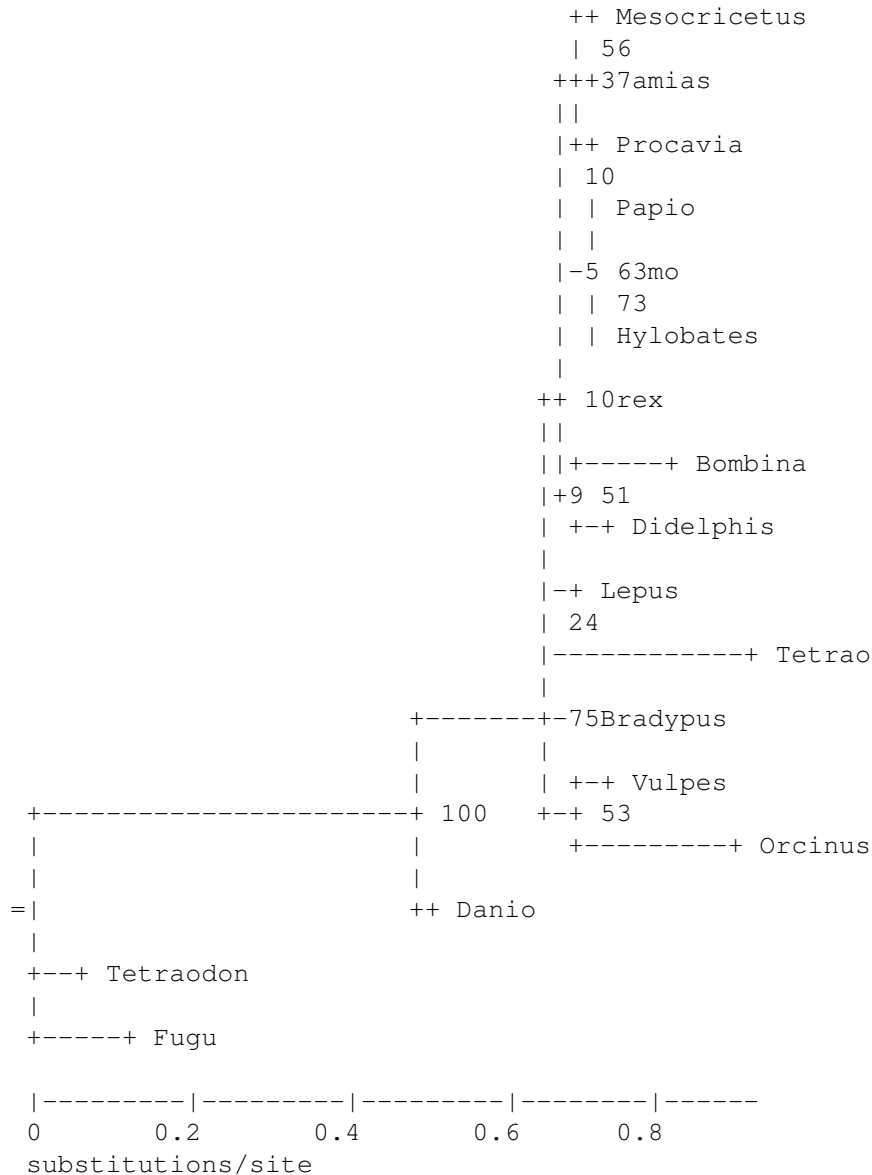 ++ Mesocricetus
| 56
+++37amias
||
|++ Procavia
| 10
| | Papio
| |
|-5 63mo
| | 73
| | Hylobates
|
++ 10rex
||
||+-----+ Bombina
|+9 51
| +-+ Didelphis
|
|-+ Lepus
| 24
|------------+ Tetrao
|
+-------+-75Bradypus
| |
| | +-+ Vulpes
+-----------------------+ 100 +-+ 53
| | +---------+ Orcinus
| |
=| ++ Danio
|
+--+ Tetraodon
|
+-----+ Fugu
|---------|---------|---------|--------|------
0 0.2 0.4 0.6 0.8
substitutions/site